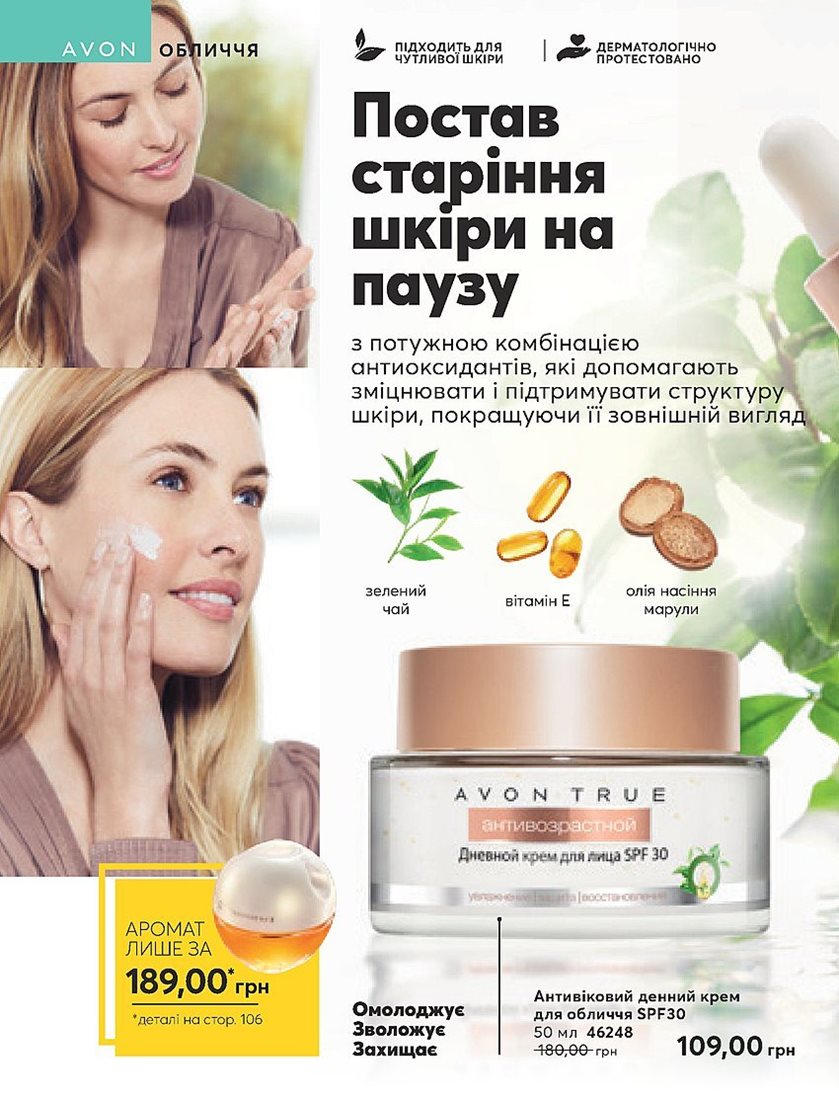 AVON ОБЛИЧЧЯ
ПІДХОДИТЬ ДЛЯ
ЧУТЛИВОЇ ШКІРИ
ДЕРМАТОЛОГІЧНО
ПРОТЕСТОВАНО
Постав
старіння
шкіри на
паузу
з потужною комбінацією
антиоксидантів, які допомагають
зміцнювати і підтримувати структуру
шкіри, покращуючи її зовнішній вигляд
зелений
чай
вітамін Е
олія насіння
марули
AVON TRUE
антивозрастной
Дневной крем для лица SPF 30
увлажнение | защита | восстановление
АРОМАТ
ЛИШЕ ЗА
189,00* грн
*деталі на стор. 106
Омолоджує
Зволожує
Захищає
Антивіковий денний крем
для обличчя SPF30
50 мл 46248
180,00 грн
109,00 грн